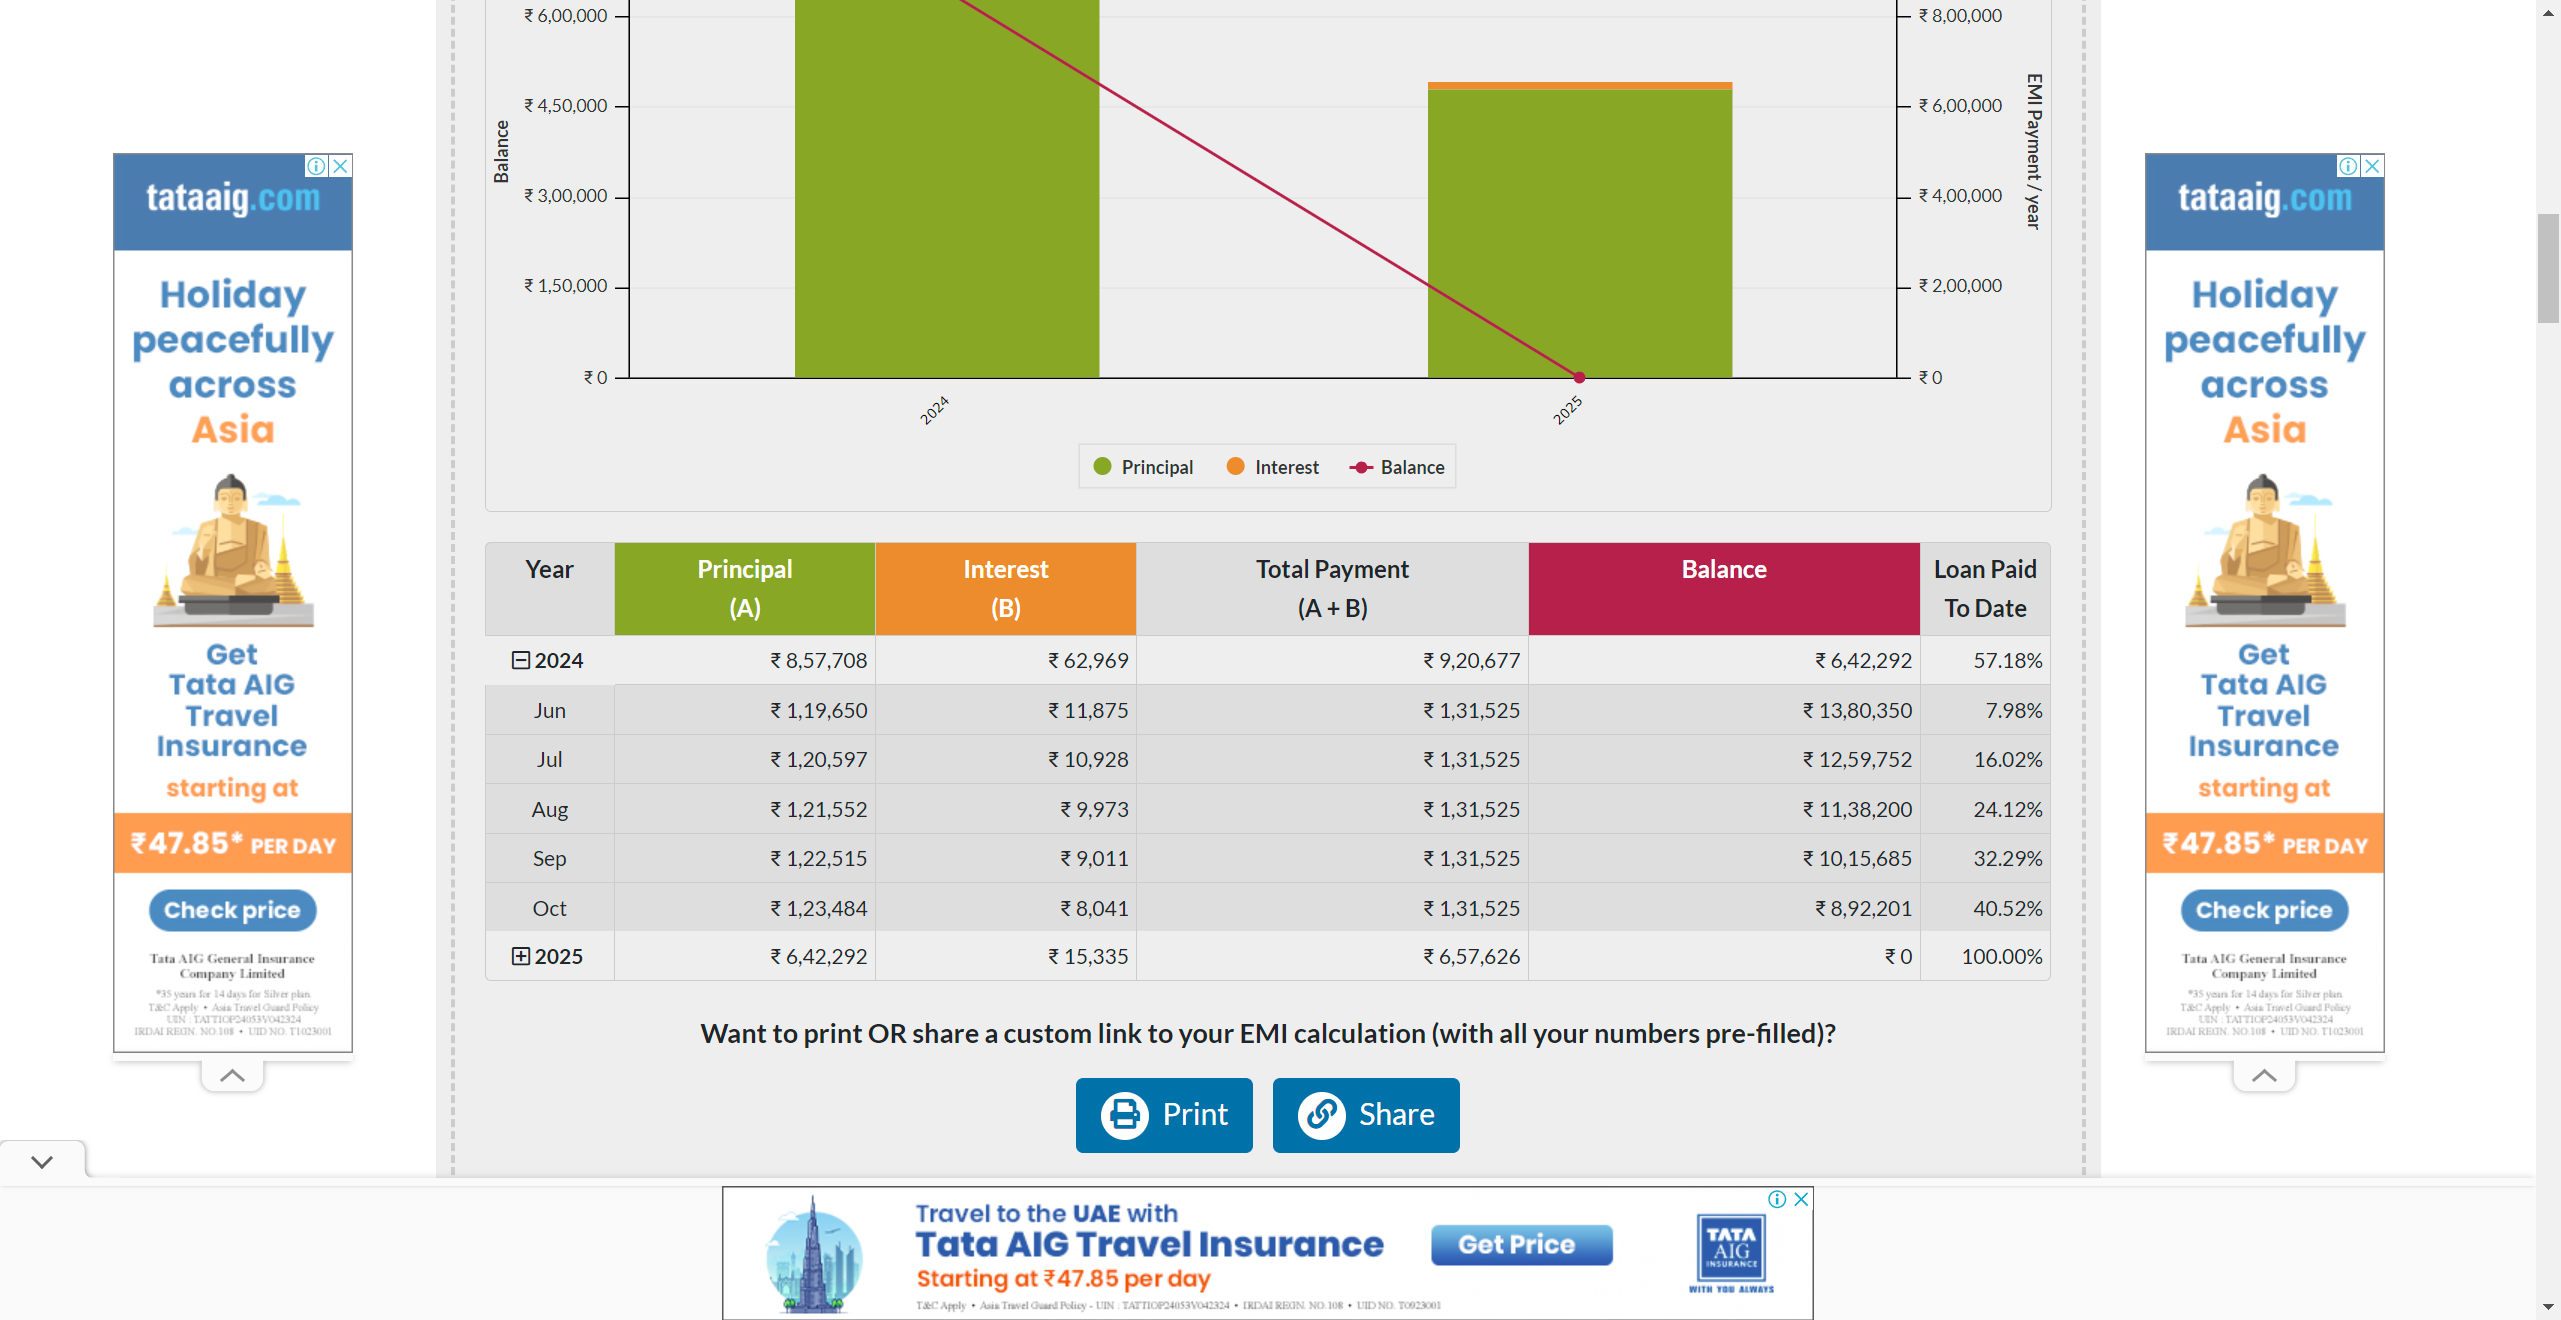 ₹ 6,00,000
₹ 4,50,000
₹ 3,00,000
₹ 1,50,000
₹ 0
Balance
₹ 8,00,000
₹ 6,00,000
₹ 4,00,000
₹ 2,00,000
₹ 0
EMI Payment / year
2024
2025
Principal
Interest
Balance
Year Principal (A) Interest (B) Total Payment (A + B) Balance Loan Paid To Date
2024 ₹ 8,57,708 ₹ 62,969 ₹ 9,20,677 ₹ 6,42,292 57.18%
Jun ₹ 1,19,650 ₹ 11,875 ₹ 1,31,525 ₹ 13,80,350 7.98%
Jul ₹ 1,20,597 ₹ 10,928 ₹ 1,31,525 ₹ 12,59,752 16.02%
Aug ₹ 1,21,552 ₹ 9,973 ₹ 1,31,525 ₹ 11,38,200 24.12%
Sep ₹ 1,22,515 ₹ 9,011 ₹ 1,31,525 ₹ 10,15,685 32.29%
Oct ₹ 1,23,484 ₹ 8,041 ₹ 1,31,525 ₹ 8,92,201 40.52%
2025 ₹ 6,42,292 ₹ 15,335 ₹ 6,57,626 ₹ 0 100.00%
Want to print OR share a custom link to your EMI calculation (with all your numbers pre-filled)?
Print
Share
tataaig.com
Holiday
peacefully
across
Asia
Get
Tata AIG
Travel
Insurance
starting at
₹47.85* PER DAY
Check price
Tata AIG General Insurance
Company Limited
*35 years for 14 days for Silver plan
T&C Apply • Asia Travel Guard Policy
UIN : TATTIOP24053V042324
IRDAI REGN. NO.108 • UID NO. T1023001
tataaig.com
Holiday
peacefully
across
Asia
Get
Tata AIG
Travel
Insurance
starting at
₹47.85* PER DAY
Check price
Tata AIG General Insurance
Company Limited
*35 years for 14 days for Silver plan
T&C Apply • Asia Travel Guard Policy
UIN : TATTIOP24053V042324
IRDAI REGN. NO.108 • UID NO. T1023001
Travel to the UAE with
Tata AIG Travel Insurance
Starting at ₹47.85 per day
T&C Apply • Asia Travel Guard Policy - UIN : TATTIOP24053V042324 • IRDAI REGN. NO.108 • UID NO. T0923001
Get Price
TATA
AIG
INSURANCE
WITH YOU ALWAYS